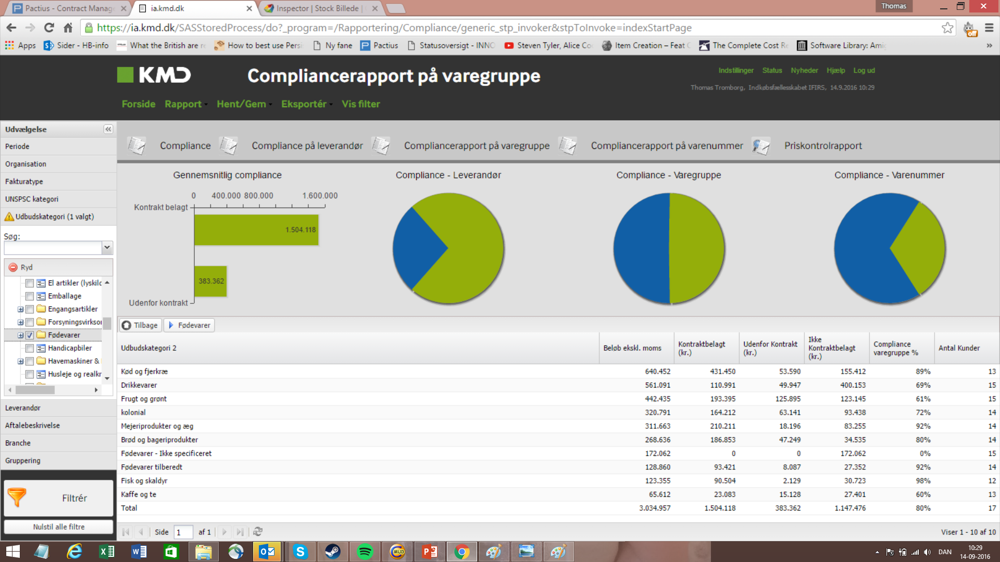 Pactius - Contract Manage
ia.kmd.dk
Inspector | Stock Billede |
Thomas
https://ia.kmd.dk/SASStoredProcess/do?_program=/Rapportering/Compliance/generic_stp_invoker&stpToInvoke=indexStartPage
off
Apps
Sider - HB-info
What the British are re
How to best use Persi
Ny fane
Pactius
Statusoversigt - INNO
Steven Tyler, Alice Co
Item Creation – Feat C
The Complete Cost Re
Software Library: Amig
»
KMD
Compliancerapport på varegruppe
Indstillinger Status Nyheder Hjælp Log ud
Thomas Tromborg, Indkøbsfællesskabet IFIRS, 14.9.2016 10:29
Forside Rapport Hent/Gem Eksportér Vis filter
Udvælgelse
Periode
Organisation
Fakturatype
UNSPSC kategori
Udbudskategori (1 valgt)
Søg:
Ryd
El artikler (lyskild
Emballage
Engangsartikler
Forsyningsvirksor
Fødevarer
Handicapbiler
Havemaskiner &
Husleje og realkr
Leverandør
Aftalebeskrivelse
Branche
Gruppering
Filtrér
Nulstil alle filtre
Compliance
Compliance på leverandør
Compliancerapport på varegruppe
Compliancerapport på varenummer
Priskontrolrapport
Gennemsnitlig compliance
0 400.000 800.000 1.600.000
Kontrakt belagt
1.504.118
383.362
Udenfor kontrakt
Compliance - Leverandør
Compliance - Varegruppe
Compliance - Varenummer
Tilbage
Fødevarer
Udbudskategori 2 Beløb ekskl. moms Kontraktbelagt (kr.) Udenfor Kontrakt (kr.) Ikke Kontraktbelagt (kr.) Compliance varegruppe % Antal Kunder
Kød og fjerkræ 640.452 431.450 53.590 155.412 89% 13
Drikkevarer 561.091 110.991 49.947 400.153 69% 15
Frugt og grønt 442.435 193.395 125.895 123.145 61% 15
kolonial 320.791 164.212 63.141 93.438 72% 14
Mejeriprodukter og æg 311.663 210.211 18.196 83.255 92% 14
Brød og bageriprodukter 268.636 186.853 47.249 34.535 80% 14
Fødevarer - Ikke specificeret 172.062 0 0 172.062 0% 15
Fødevarer tilberedt 128.860 93.421 8.087 27.352 92% 14
Fisk og skaldyr 123.355 90.504 2.129 30.723 98% 12
Kaffe og te 65.612 23.083 15.128 27.401 60% 13
Total 3.034.957 1.504.118 383.362 1.147.476 80% 17
Side 1 af 1
Viser 1 - 10 af 10
MUD
DAN
10:29
14-09-2016